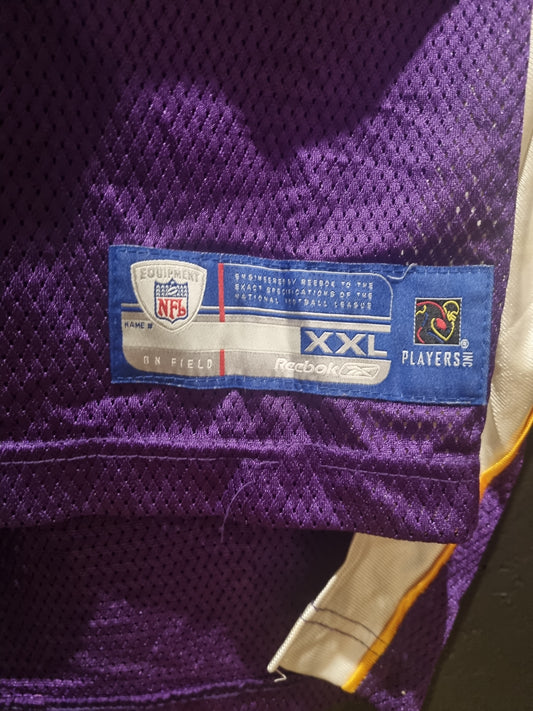 EQUIPMENT
NFL
NAME #
ON FIELD
ENGINEERED BY REEBOK TO THE
EXACT SPECIFICATIONS OF THE
NATIONAL FOOTBALL LEAGUE
XXL
Reebok
PLAYERS INC
®